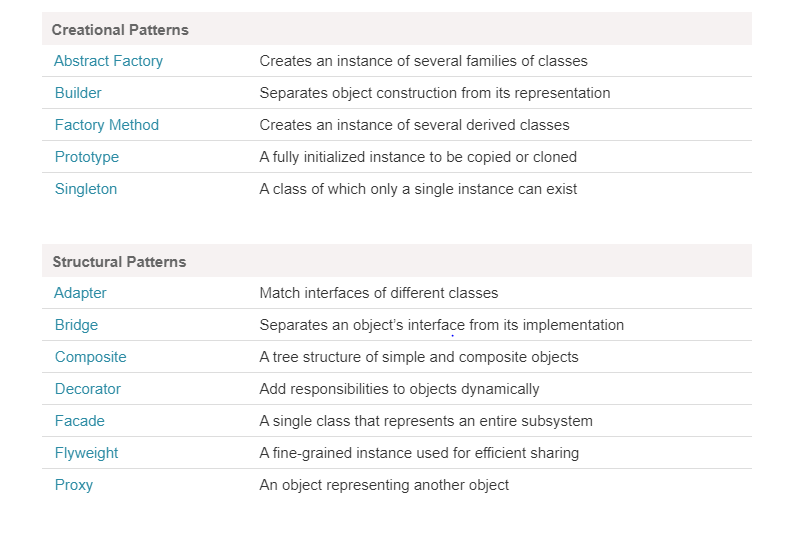 Creational Patterns
Abstract Factory Creates an instance of several families of classes
Builder Separates object construction from its representation
Factory Method Creates an instance of several derived classes
Prototype A fully initialized instance to be copied or cloned
Singleton A class of which only a single instance can exist
Structural Patterns
Adapter Match interfaces of different classes
Bridge Separates an object’s interface from its implementation
Composite A tree structure of simple and composite objects
Decorator Add responsibilities to objects dynamically
Facade A single class that represents an entire subsystem
Flyweight A fine-grained instance used for efficient sharing
Proxy An object representing another object